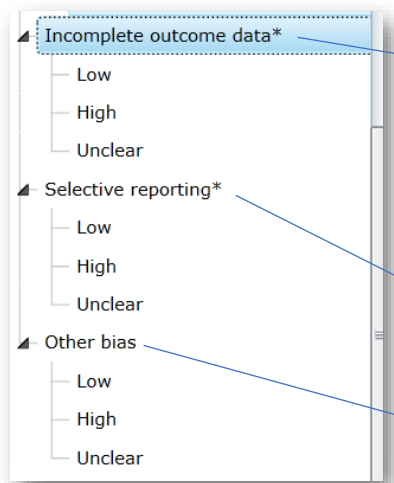 Incomplete outcome data*
Low
High
Unclear
Selective reporting*
Low
High
Unclear
Other bias
Low
High
Unclear